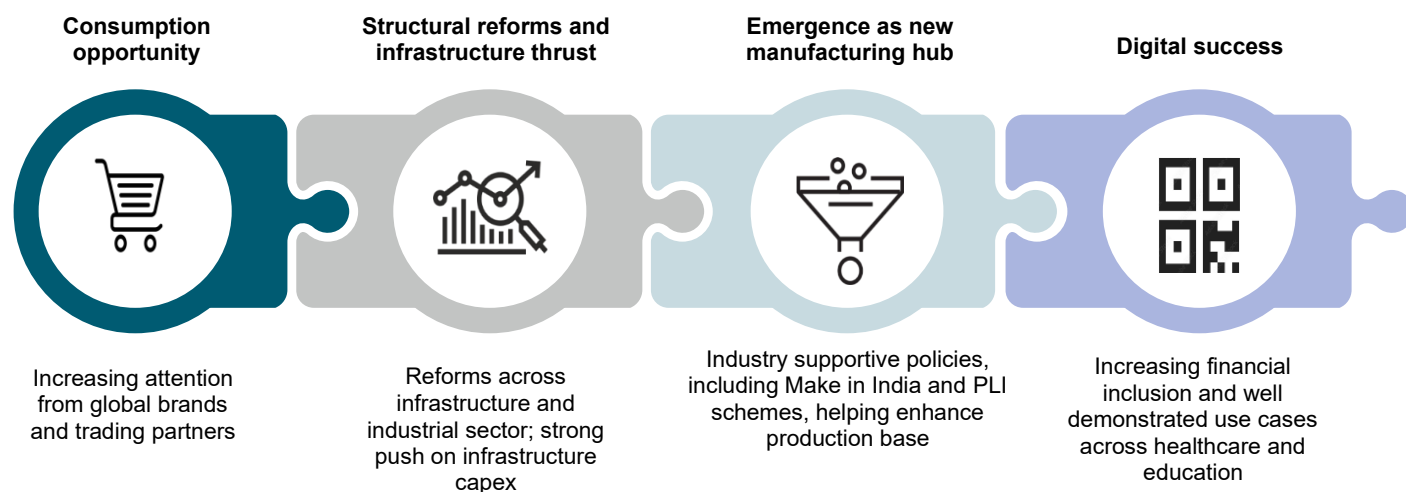 Consumption
opportunity
Increasing attention
from global brands
and trading partners
Structural reforms and
infrastructure thrust
Reforms across
infrastructure and
industrial sector; strong
push on infrastructure
capex
Emergence as new
manufacturing hub
Industry supportive policies,
including Make in India and PLI
schemes, helping enhance
production base
Digital success
Increasing financial
inclusion and well
demonstrated use cases
across healthcare and
education